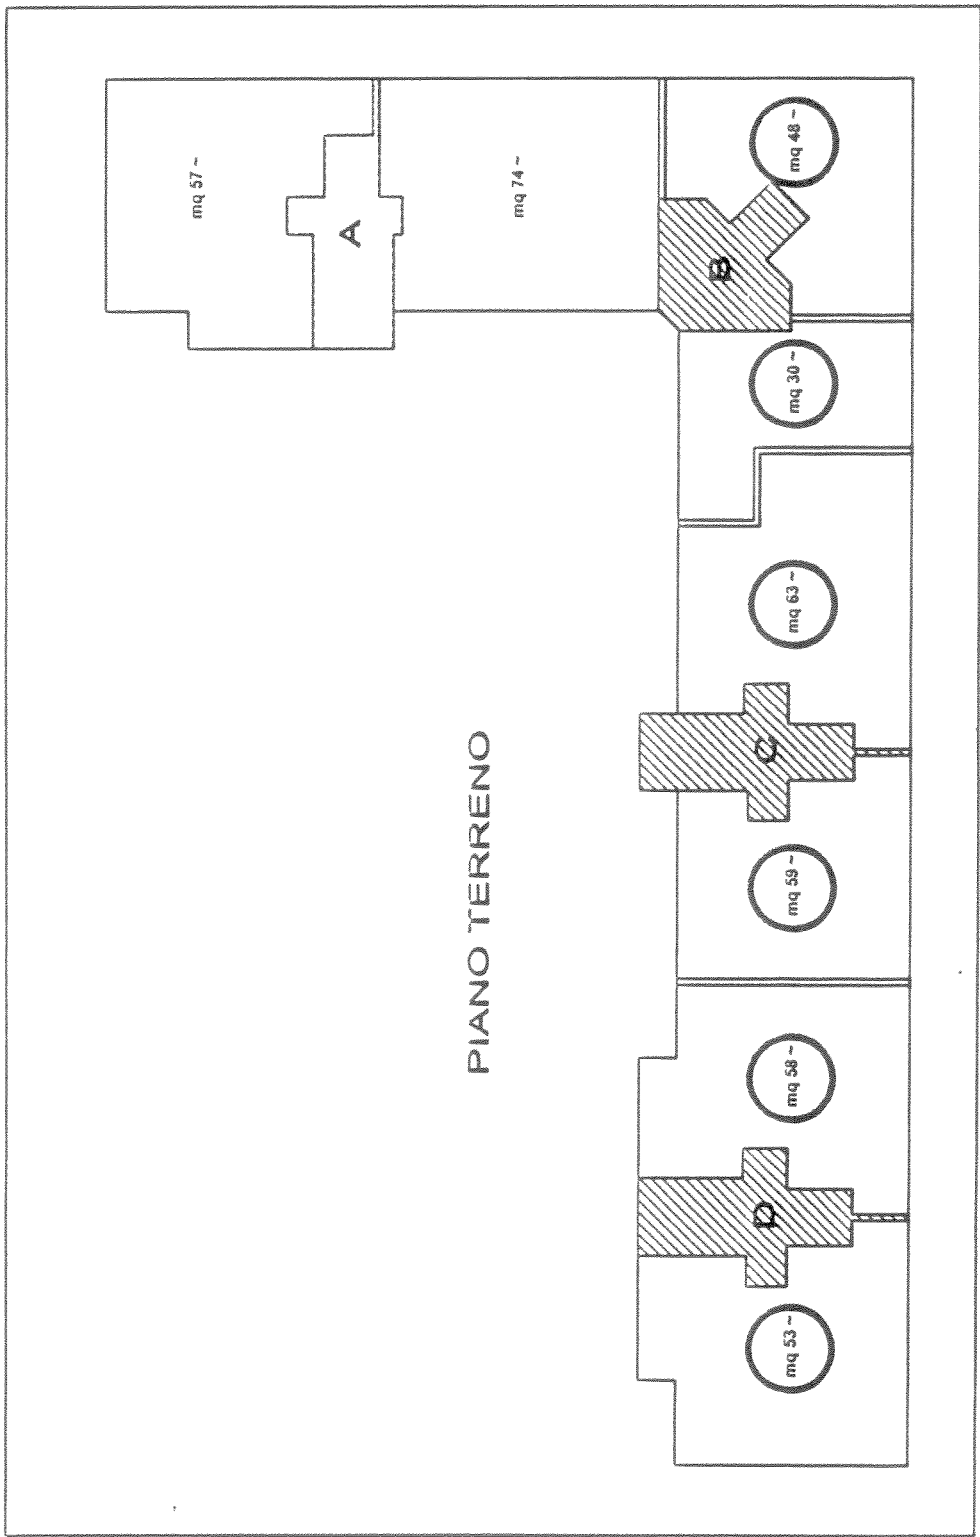 mq 57 ~
A
mq 74 ~
mq 48 ~
B
mq 30 ~
mq 63 ~
C
mq 59 ~
mq 58 ~
D
mq 53 ~
PIANO TERRENO